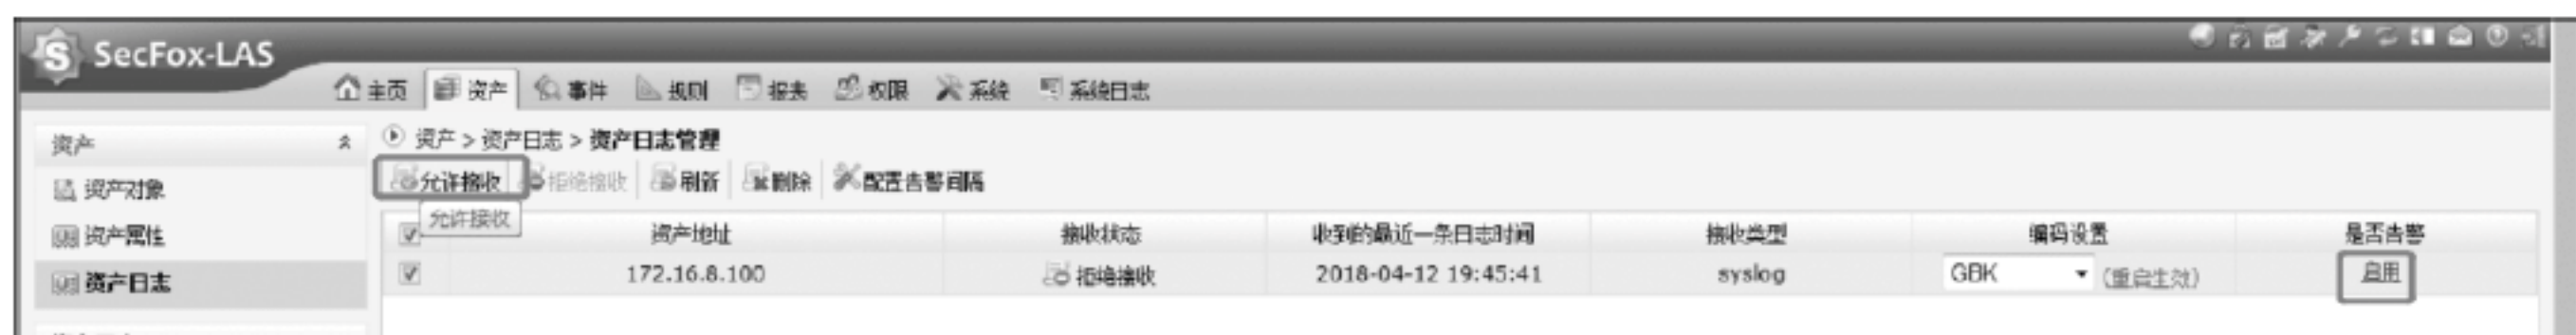 SecFox-LAS
主页 资产 事件 规则 报表 权限 系统 系统日志
资产
资产 > 资产日志 > 资产日志管理
资产对象
允许接收 拒绝接收 刷新 删除 配置告警间隔
允许接收
资产属性
资产地址 接收状态 收到的最近一条日志时间 接收类型 编码设置 是否告警
资产日志
172.16.8.100 拒绝接收 2018-04-12 19:45:41 syslog GBK (重启生效) 启用